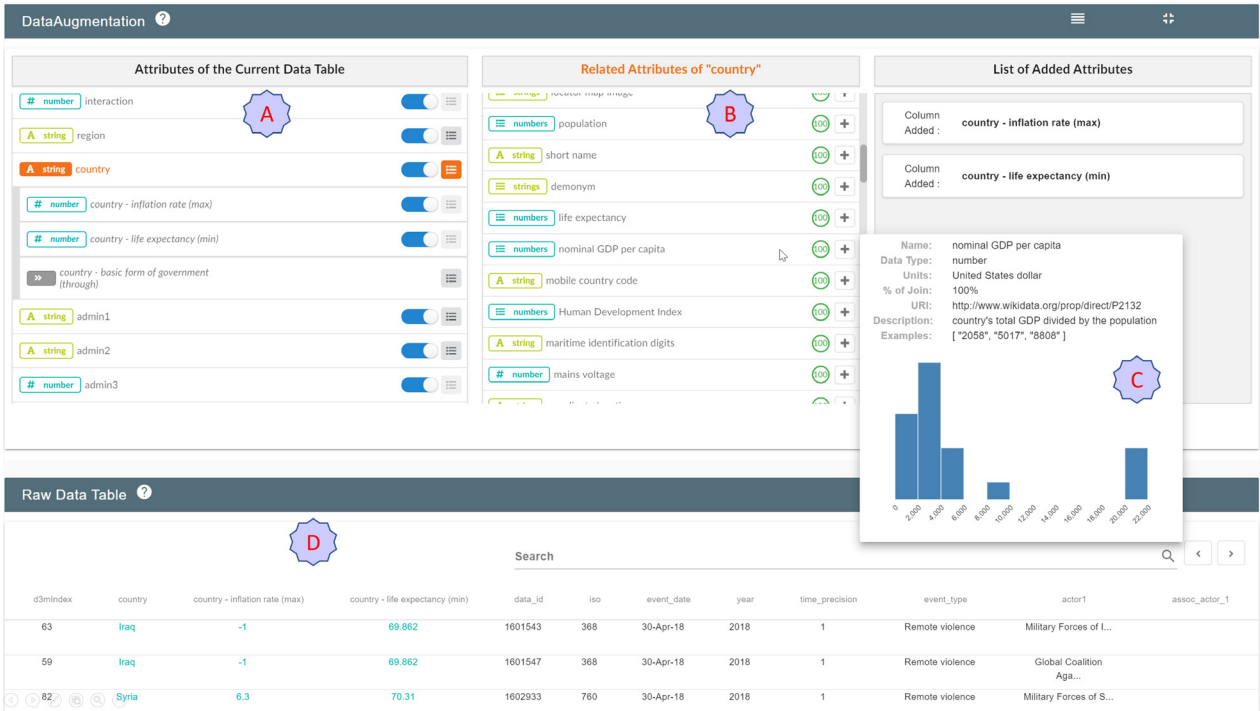 DataAugmentation ?
Attributes of the Current Data Table
# number interaction
A string region
A string country
# number country - inflation rate (max)
# number country - life expectancy (min)
» country - basic form of government
(through)
A string admin1
A string admin2
# number admin3
A
Related Attributes of "country"
strings locator map image 100 +
numbers population 100 +
A string short name 100 +
strings demonym 100 +
numbers life expectancy 100 +
numbers nominal GDP per capita 100 +
A string mobile country code 100 +
numbers Human Development Index 100 +
A string maritime identification digits 100 +
# number mains voltage 100 +
B
List of Added Attributes
Column
Added : country - inflation rate (max)
Column
Added : country - life expectancy (min)
Name: nominal GDP per capita
Data Type: number
Units: United States dollar
% of Join: 100%
URI: http://www.wikidata.org/prop/direct/P2132
Description: country's total GDP divided by the population
Examples: [ "2058", "5017", "8808" ]
C
0 2,000 4,000 6,000 8,000 10,000 12,000 14,000 16,000 18,000 20,000 22,000
Raw Data Table ?
D
Search
d3mIndex country country - inflation rate (max) country - life expectancy (min) data_id iso event_date year time_precision event_type actor1 assoc_actor_1
63 Iraq -1 69.862 1601543 368 30-Apr-18 2018 1 Remote violence Military Forces of I...
59 Iraq -1 69.862 1601547 368 30-Apr-18 2018 1 Remote violence Global Coalition
Aga...
82 Syria 6.3 70.31 1602933 760 30-Apr-18 2018 1 Remote violence Military Forces of S...